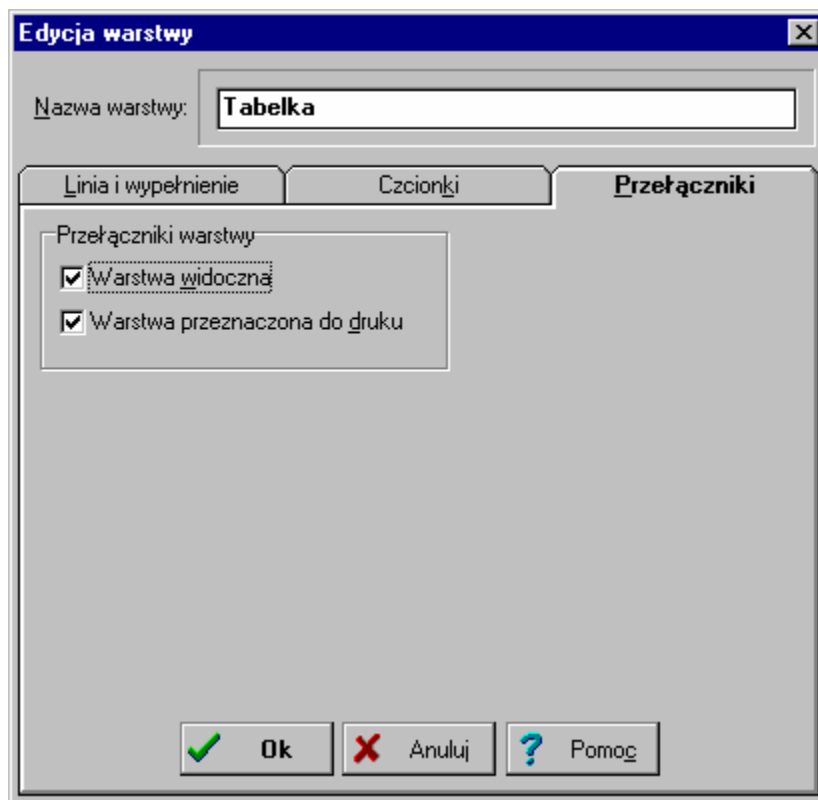 Edycja warstwy
Nazwa warstwy: Tabelka
Linia i wypełnienie Czcionki Przełączniki
Przełączniki warstwy
Warstwa widoczna
Warstwa przeznaczona do druku
Ok Anuluj Pomoc